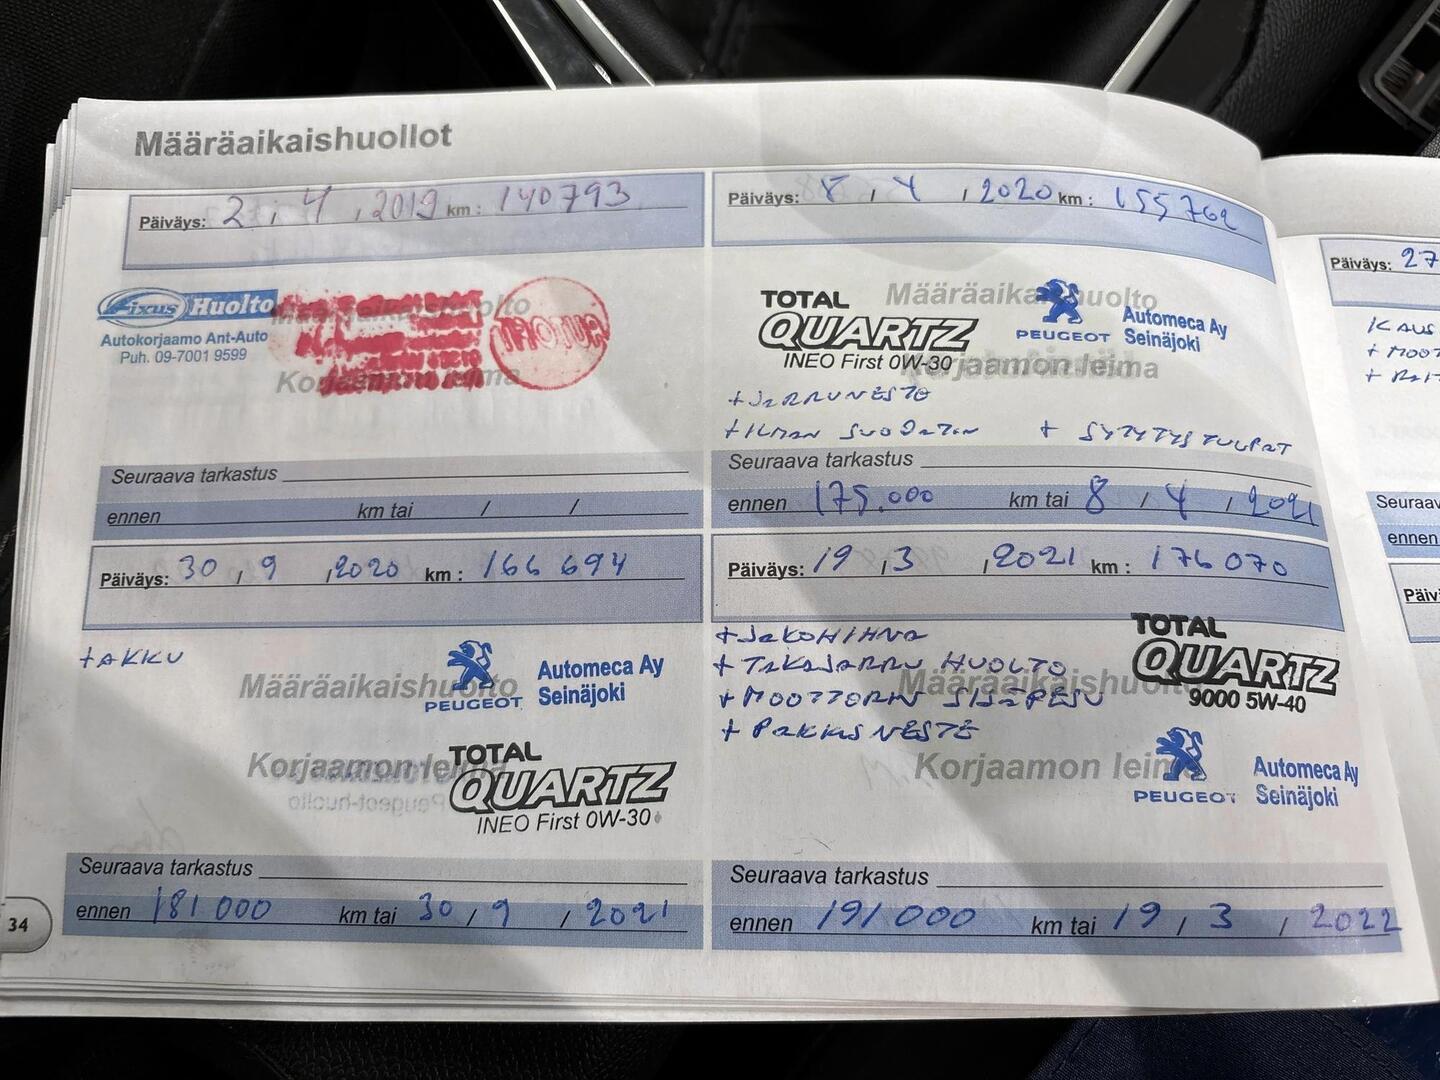 Määräaikaishuollot
Päiväys: 2 , 4 , 2019 km : 140793
Fixus Huolto
Autokorjaamo Ant-Auto
Puh. 09-7001 9599
Määräaikaishuolto
Korjaamon leima
Seuraava tarkastus
ennen km tai / /
Päiväys: 8 , 4 , 2020 km : 155762
TOTAL
QUARTZ
INEO First 0W-30
Määräaikaishuolto
PEUGEOT
Automeca Ay
Seinäjoki
Korjaamon leima
+ JARRUNESTE
+ ILMAN SUODATIN + SYTYTYSTULPAT
Seuraava tarkastus
ennen 175.000 km tai 8 / 4 / 2021
Päiväys: 30 , 9 , 2020 km : 166 694
+ AKKU
Määräaikaishuolto
PEUGEOT
Automeca Ay
Seinäjoki
Korjaamon leima
TOTAL
QUARTZ
INEO First 0W-30
Seuraava tarkastus
ennen 181 000 km tai 30 / 9 / 2021
Päiväys: 19 , 3 , 2021 km : 176 070
+ JAKOHIHNA
+ TAKAJARRU HUOLTO
+ MOOTTORIN SISÄPESU
+ PAKKASNESTE
TOTAL
QUARTZ
9000 5W-40
Määräaikaishuolto
Korjaamon leima
PEUGEOT
Automeca Ay
Seinäjoki
Seuraava tarkastus
ennen 191 000 km tai 19 / 3 / 2022
34
Päiväys: 27
ennen